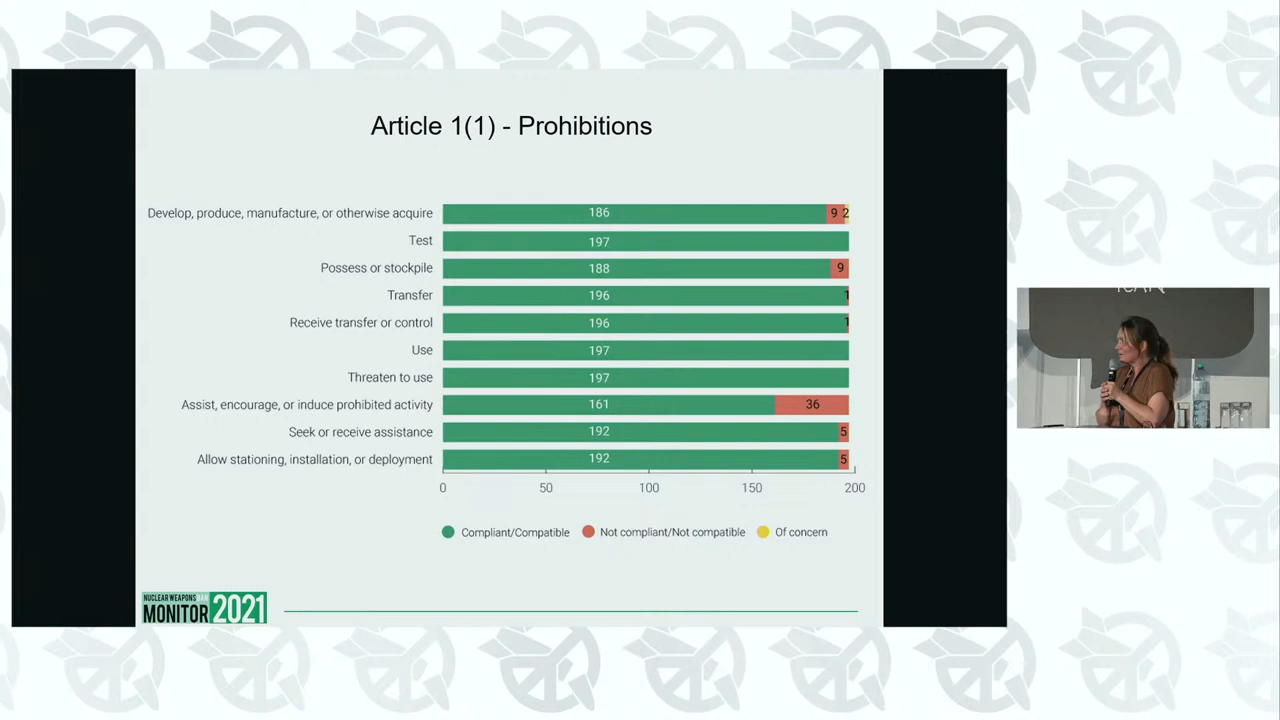 Article 1(1) - Prohibitions
Develop, produce, manufacture, or otherwise acquire 186 9 2
Test 197
Possess or stockpile 188 9
Transfer 196 1
Receive transfer or control 196 1
Use 197
Threaten to use 197
Assist, encourage, or induce prohibited activity 161 36
Seek or receive assistance 192 5
Allow stationing, installation, or deployment 192 5
0 50 100 150 200
Compliant/Compatible Not compliant/Not compatible Of concern
NUCLEAR WEAPONS BAN
MONITOR 2021
ICAN